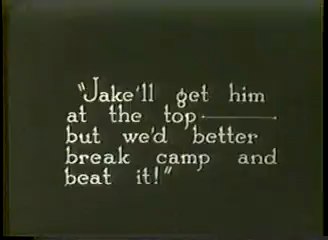 "Jake'll get him
at the top———
but we'd better
break camp and
beat it!"